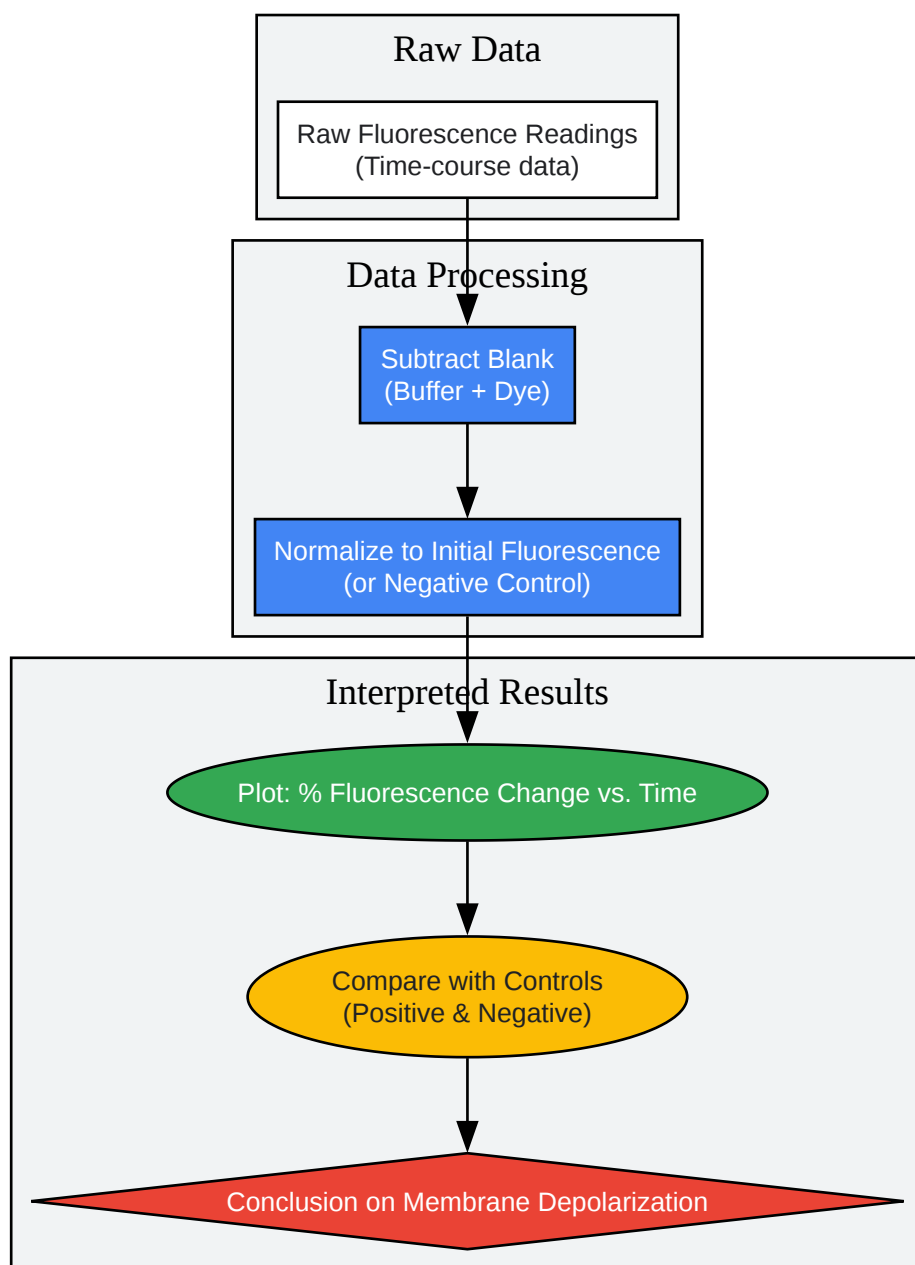 Raw Data
Raw Fluorescence Readings
(Time-course data)
Data Processing
Subtract Blank
(Buffer + Dye)
Normalize to Initial Fluorescence
(or Negative Control)
Interpreted Results
Plot: % Fluorescence Change vs. Time
Compare with Controls
(Positive & Negative)
Conclusion on Membrane Depolarization